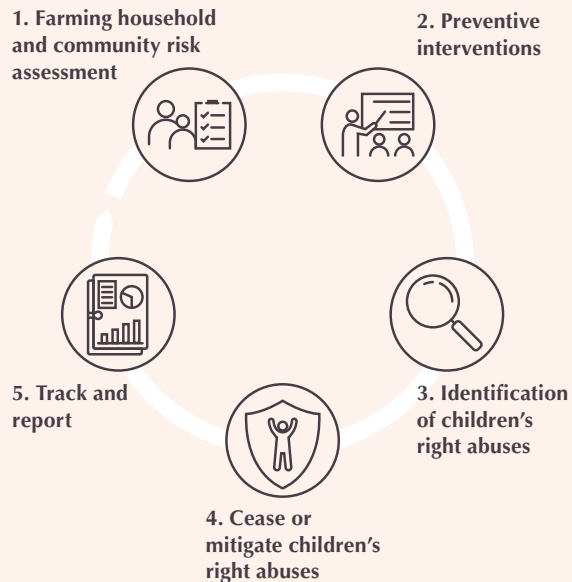 1. Farming household
and community risk
assessment
2. Preventive
interventions
3. Identification
of children's
right abuses
4. Cease or
mitigate children's
right abuses
5. Track and
report